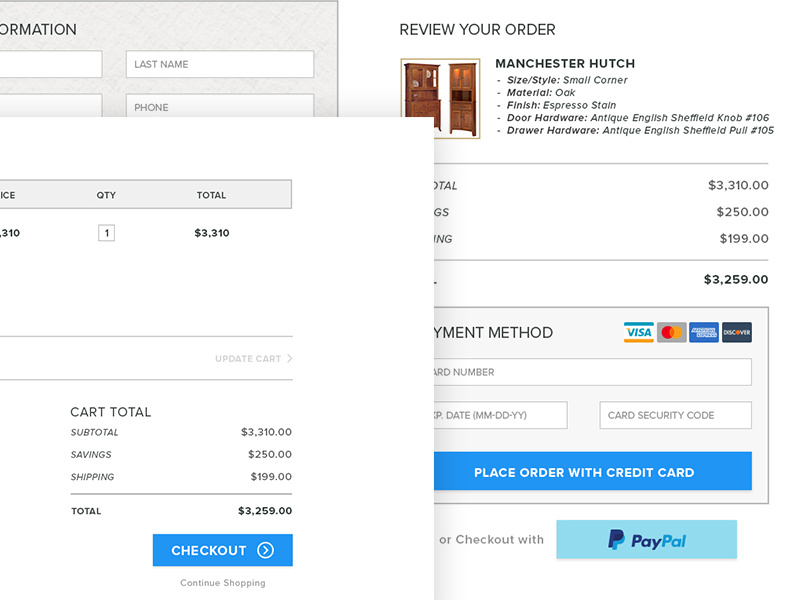 ORMATION
LAST NAME
PHONE
REVIEW YOUR ORDER
MANCHESTER HUTCH
- Size/Style: Small Corner
- Material: Oak
- Finish: Espresso Stain
- Door Hardware: Antique English Sheffield Knob #106
- Drawer Hardware: Antique English Sheffield Pull #105
OTAL $3,310.00
GS $250.00
ING $199.00
L $3,259.00
YMENT METHOD
VISA
AMERICAN EXPRESS
DISCOVER
ARD NUMBER
XP. DATE (MM-DD-YY)
CARD SECURITY CODE
PLACE ORDER WITH CREDIT CARD
or Checkout with PayPal
ICE QTY TOTAL
,310 1 $3,310
UPDATE CART
CART TOTAL
SUBTOTAL $3,310.00
SAVINGS $250.00
SHIPPING $199.00
TOTAL $3,259.00
CHECKOUT
Continue Shopping